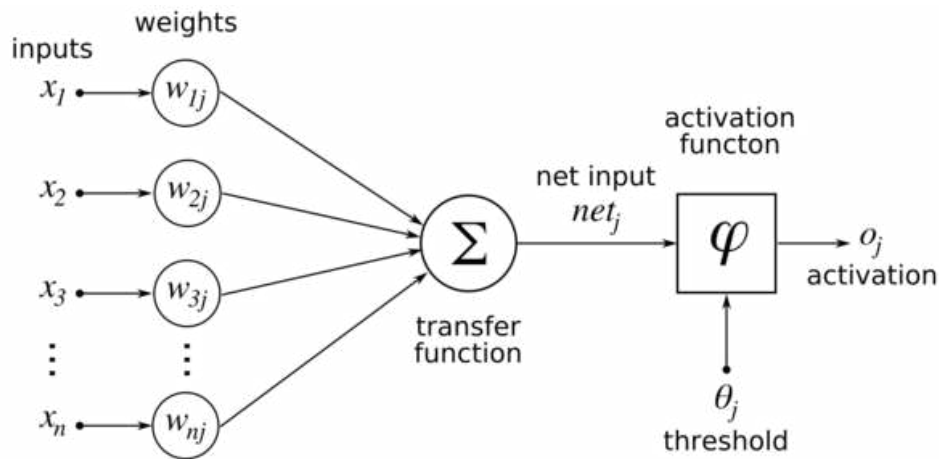 weights
inputs
x1 w1j
activation
functon
x2 w2j
net input
netj
Σ
φ
oj
activation
x3 w3j
transfer
function
θj
threshold
xn wnj